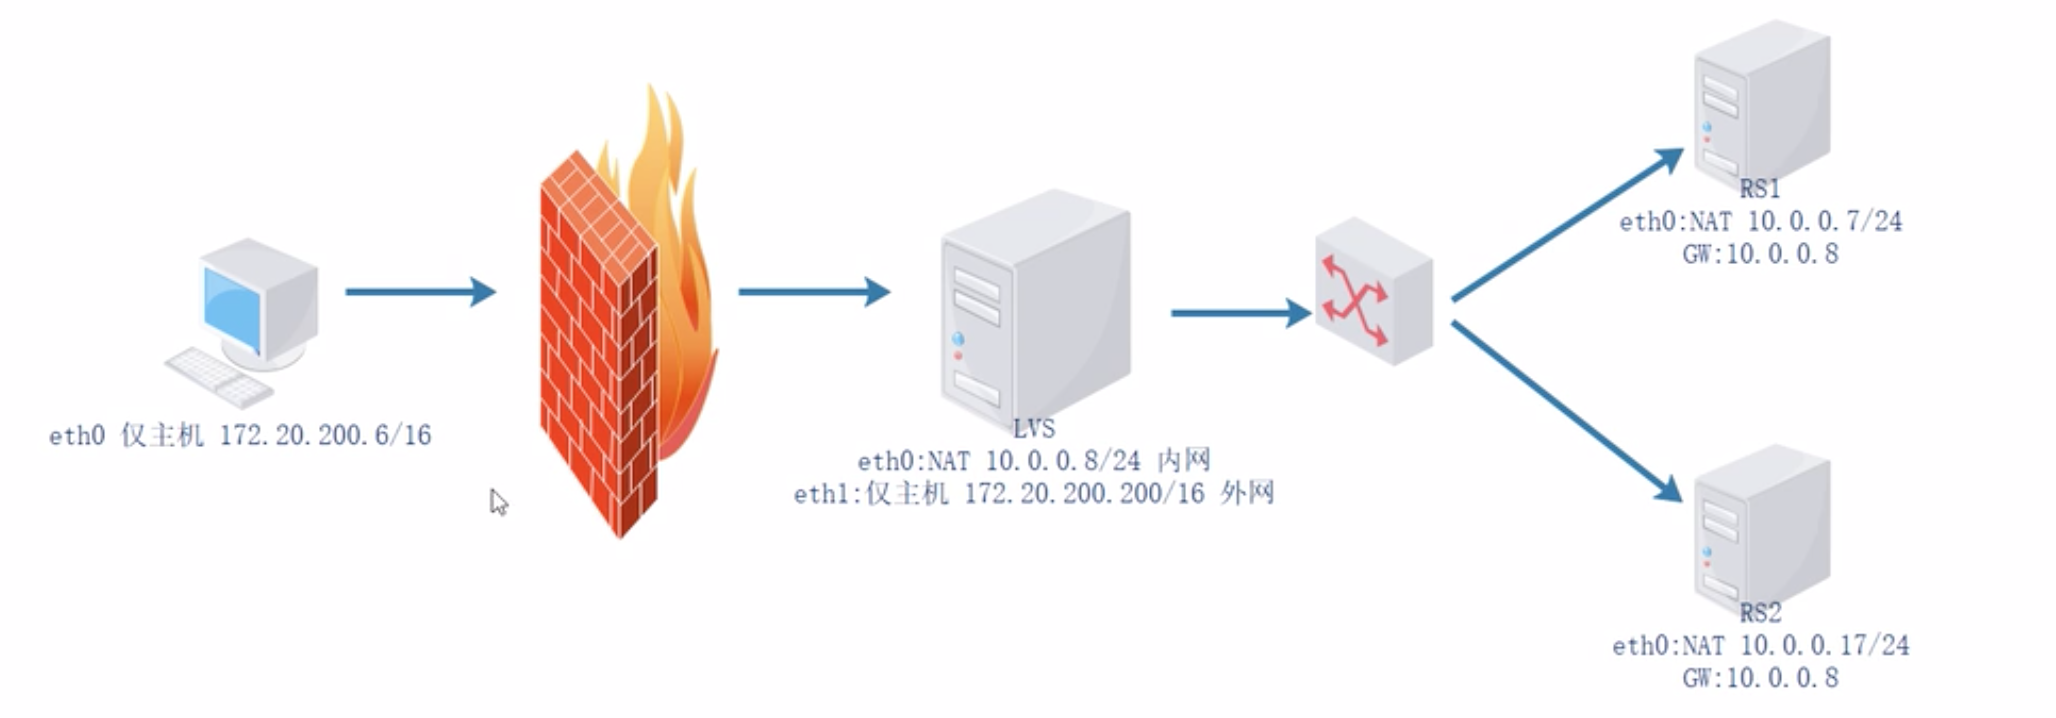 eth0 仅主机 172.20.200.6/16
LVS
eth0:NAT 10.0.0.8/24 内网
eth1:仅主机 172.20.200.200/16 外网
RS1
eth0:NAT 10.0.0.7/24
GW:10.0.0.8
RS2
eth0:NAT 10.0.0.17/24
GW:10.0.0.8